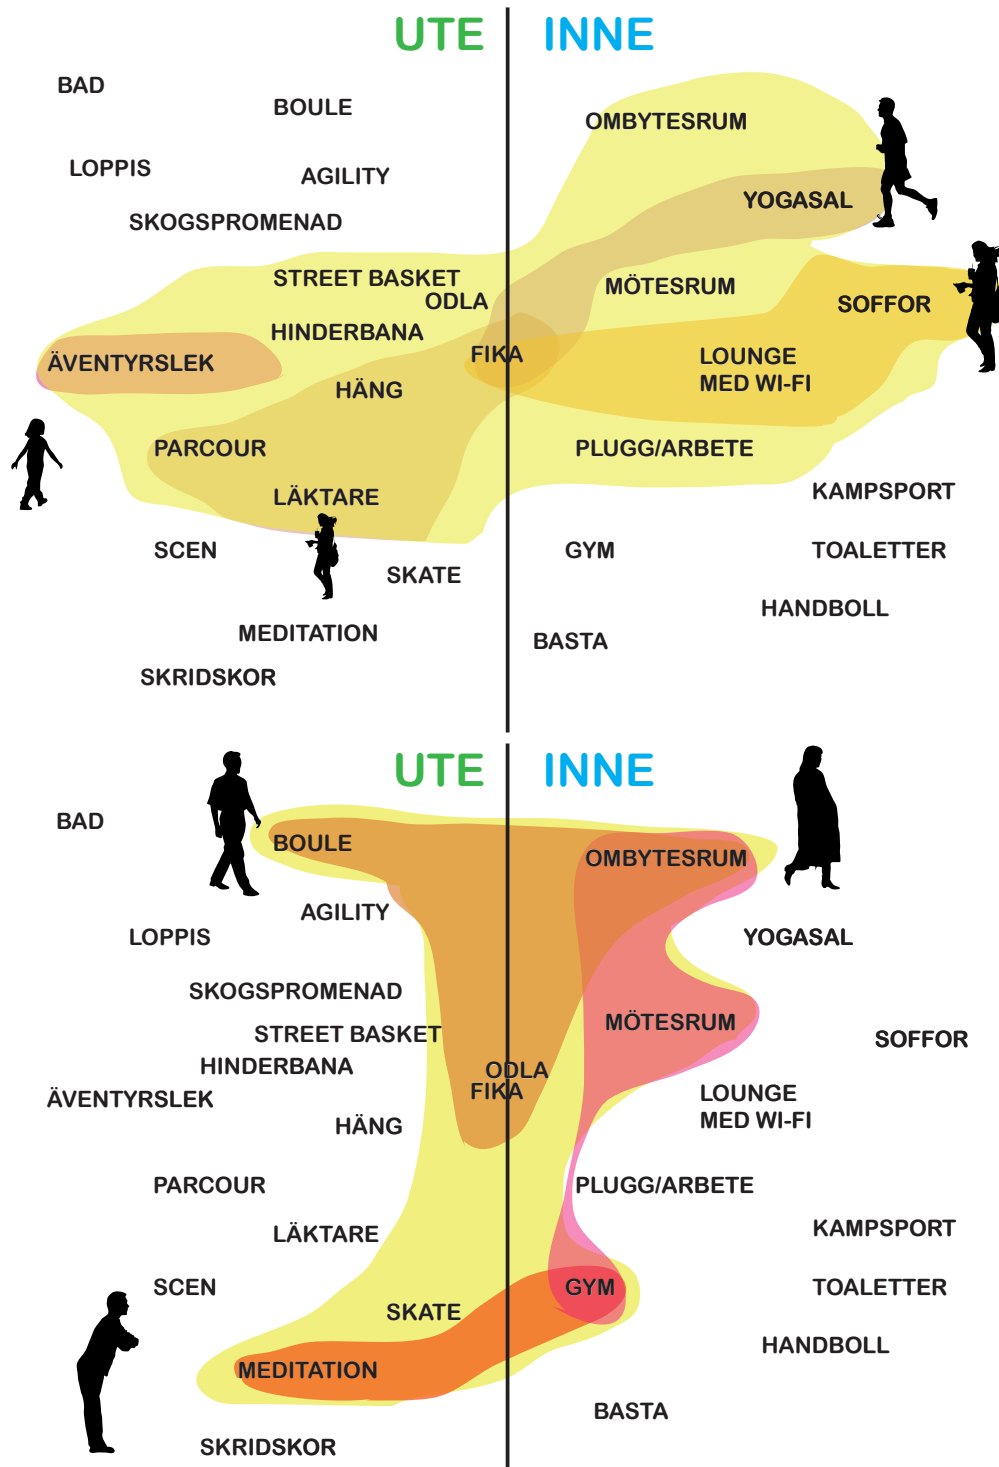 UTE INNE
BAD
BOULE
OMBYTESRUM
LOPPIS
AGILITY
YOGASAL
SKOGSPROMENAD
STREET BASKET
MÖTESRUM
ODLA
SOFFOR
HINDERBANA
FIKA
ÄVENTYRSLEK
LOUNGE
MED WI-FI
HÄNG
PARCOUR
PLUGG/ARBETE
LÄKTARE
KAMPSPORT
SCEN
GYM
TOALETTER
SKATE
HANDBOLL
MEDITATION
BASTA
SKRIDSKOR
UTE INNE
BAD
BOULE
OMBYTESRUM
AGILITY
LOPPIS
YOGASAL
SKOGSPROMENAD
MÖTESRUM
STREET BASKET
SOFFOR
HINDERBANA
ODLA
FIKA
ÄVENTYRSLEK
LOUNGE
MED WI-FI
HÄNG
PARCOUR
PLUGG/ARBETE
LÄKTARE
KAMPSPORT
SCEN
GYM
TOALETTER
SKATE
HANDBOLL
MEDITATION
BASTA
SKRIDSKOR